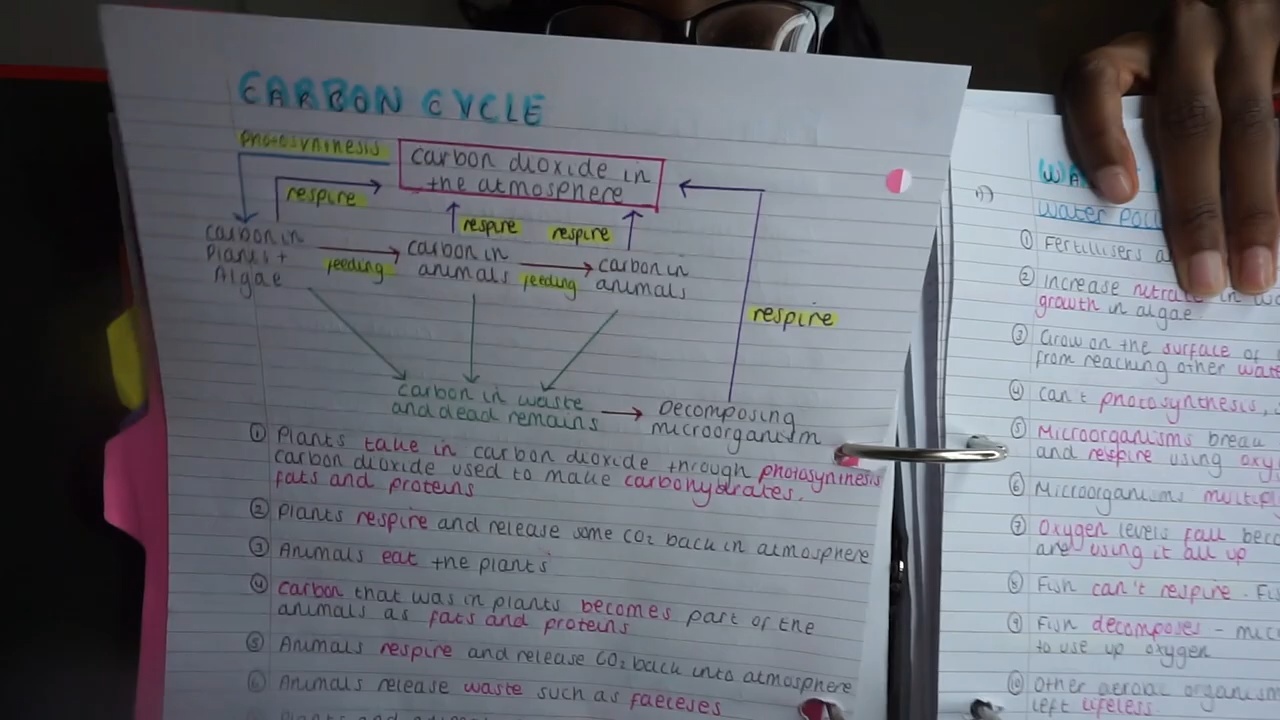 CARBON CYCLE
photosynthesis
carbon dioxide in
the atmosphere
respire
respire
respire
carbon in
Plants +
Algae
feeding
carbon in
animals
feeding
carbon in
animals
respire
carbon in waste
and dead remains
Decomposing
microorganism
① Plants take in carbon dioxide through photosynthesis
carbon dioxide used to make carbohydrates,
fats and proteins
② Plants respire and release some CO2 back in atmosphere
③ Animals eat the plants
④ carbon that was in plants becomes part of the
animals as fats and proteins
⑤ Animals respire and release CO2 back into atmosphere
⑥ Animals release waste such as faeceses
Water
① Fertilisers
② increase nutrate in
growth in algae
③ Grow on the surface of
from reaching other
④ can't photosynthesis,
⑤ Microorganisms
and respire using
⑥ Microorganisms
⑦ Oxygen levels fall
are using it all up
⑧ Fish can't respire.
⑨ Fish decomposes -
to use up oxygen
⑩ Other aerobic
left lifeless